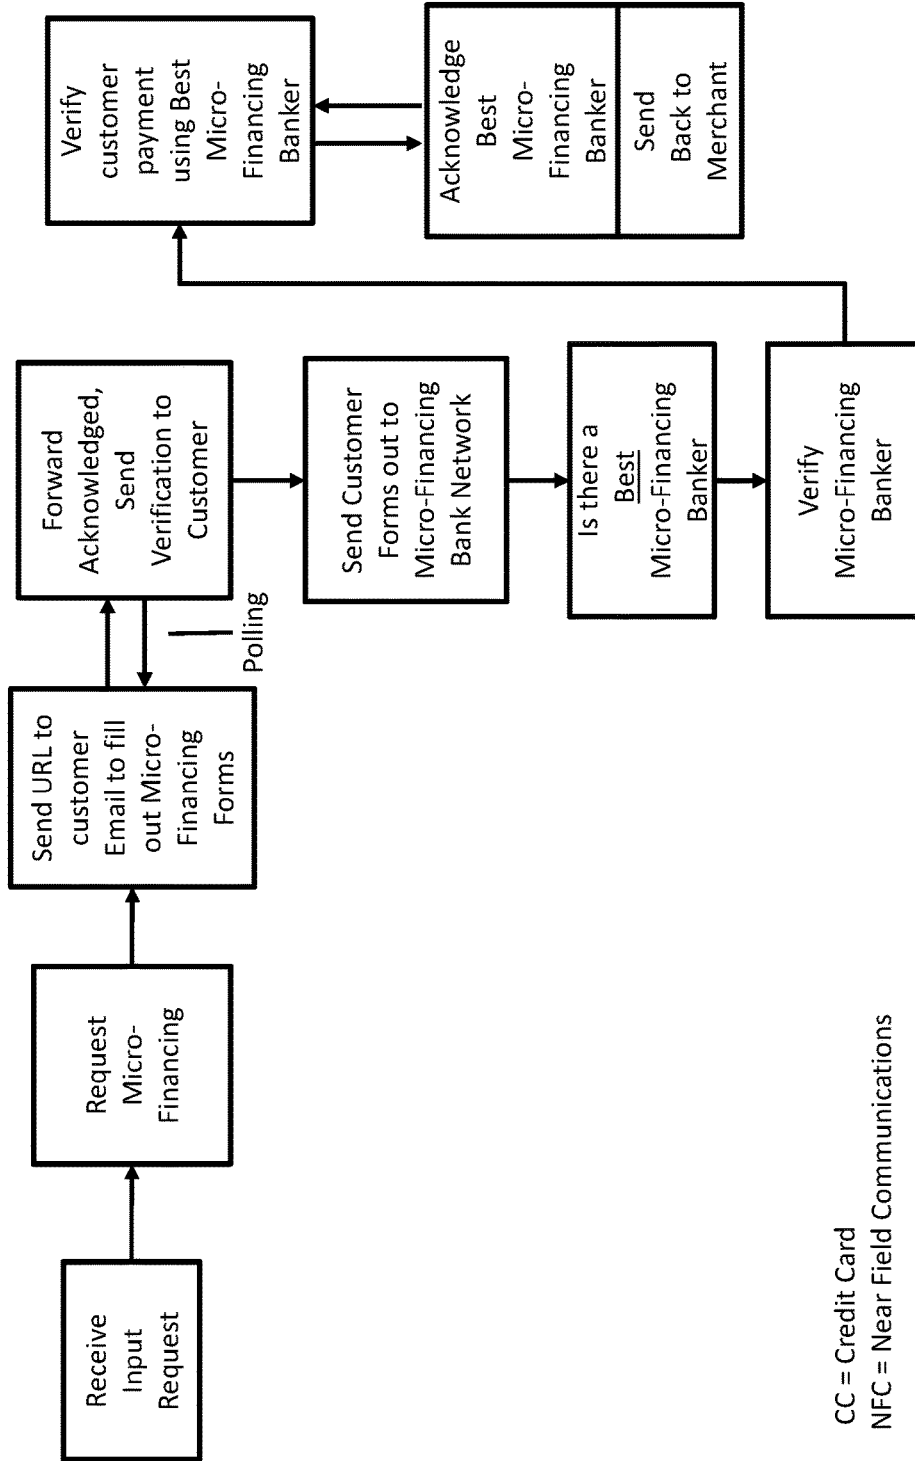 Receive
Input
Request
Request
Micro-
Financing
Send URL to
customer
Email to fill
out Micro-
Financing
Forms
Polling
Forward
Acknowledged,
Send
Verification to
Customer
Send Customer
Forms out to
Micro-Financing
Bank Network
Is there a
Best
Micro-Financing
Banker
Verify
Micro-Financing
Banker
Verify
customer
payment
using Best
Micro-
Financing
Banker
Acknowledge
Best
Micro-
Financing
Banker
Send
Back to
Merchant
CC = Credit Card
NFC = Near Field Communications